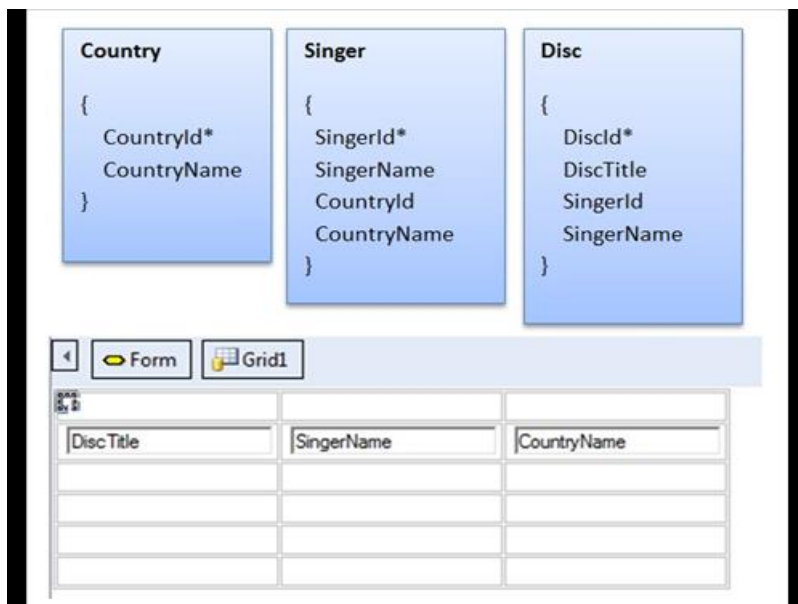 Country
{
CountryId*
CountryName
}
Singer
{
SingerId*
SingerName
CountryId
CountryName
}
Disc
{
DiscId*
DiscTitle
SingerId
SingerName
}
Form
Grid1
DiscTitle
SingerName
CountryName